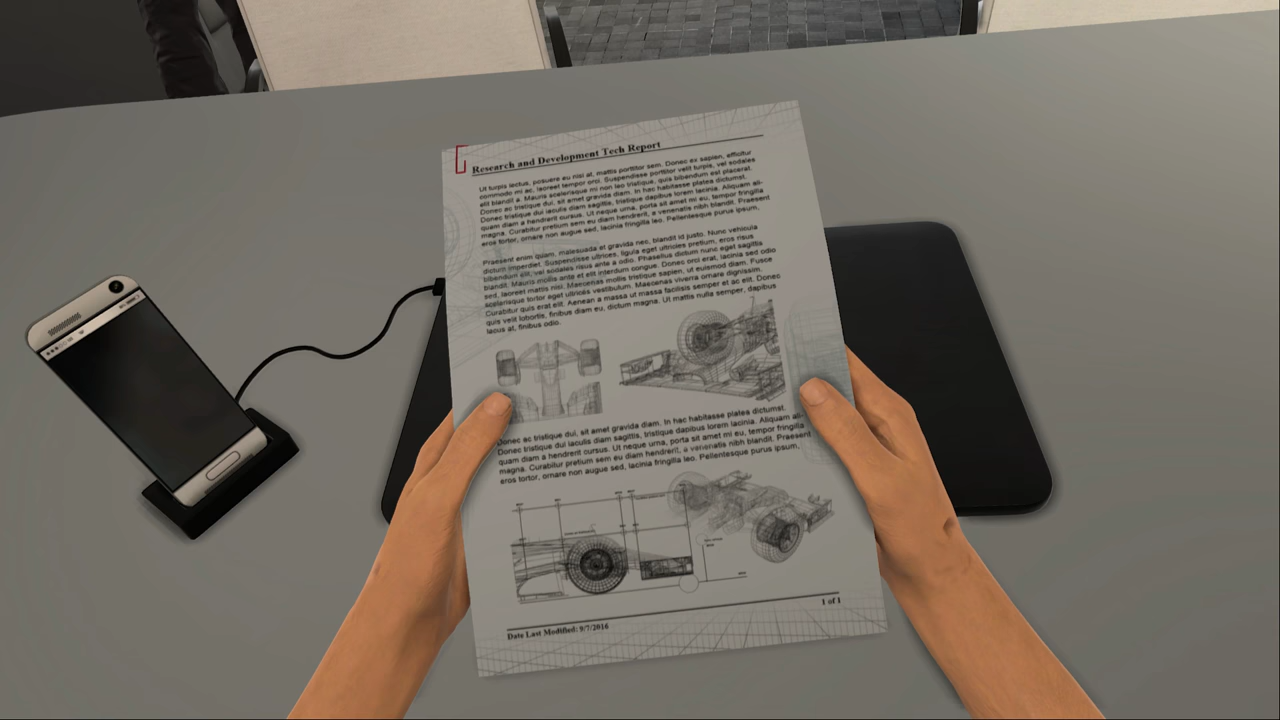 Research and Development Tech Report
Ut turpis lectus, posuere eu nisl at, mattis porttitor sem. Donec ex sapien, efficitur
commodo mi ac, laoreet tempor orci. Suspendisse porttitor velit turpis, vel sodales
elit blandit a. Mauris scelerisque mi non leo tristique, quis bibendum est placerat.
Donec ac tristique dui, sit amet gravida diam. In hac habitasse platea dictumst.
Donec tristique dui iaculis diam sagittis, tristique dapibus lorem lacinia. Aliquam ali-
quam diam a hendrerit cursus. Ut neque urna, porta sit amet mi eu, tempor fringilla
magna. Curabitur pretium sem eu diam hendrerit, a venenatis nibh blandit. Praesent
eros tortor, ornare non augue sed, lacinia fringilla leo. Pellentesque purus ipsum,
Praesent enim quam, malesuada et gravida nec, blandit id justo. Nunc vehicula
dictum imperdiet. Suspendisse ultrices, ligula eget ultricies pretium, eros risus
bibendum elit, vel sodales risus ante a odio. Phasellus dictum nunc eget sagittis
blandit. Mauris mollis ante et elit interdum congue. Donec orci erat, lacinia sed odio
sed, laoreet mattis nisi. Maecenas mollis tristique sapien, ut euismod diam. Fusce
scelerisque tortor eget ultrices vestibulum. Maecenas viverra ornare dignissim.
Curabitur quis erat elit. Aenean a massa ut massa facilisis semper et ac elit. Donec
quis velit lobortis, finibus diam eu, dictum magna. Ut mattis nulla semper, dapibus
lacus at, finibus odio.
Donec ac tristique dui, sit amet gravida diam. In hac habitasse platea dictumst.
Donec tristique dui iaculis diam sagittis, tristique dapibus lorem lacinia. Aliquam ali-
quam diam a hendrerit cursus. Ut neque urna, porta sit amet mi eu, tempor fringilla
magna. Curabitur pretium sem eu diam hendrerit, a venenatis nibh blandit. Praesent
eros tortor, ornare non augue sed, lacinia fringilla leo. Pellentesque purus ipsum,
1 of 1
Date Last Modified: 9/7/2016